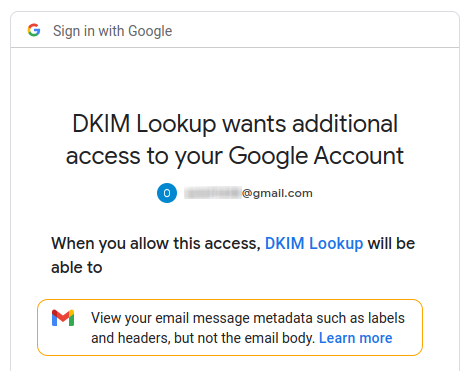 Sign in with Google
DKIM Lookup wants additional
access to your Google Account
O @gmail.com
When you allow this access, DKIM Lookup will be
able to
View your email message metadata such as labels
and headers, but not the email body. Learn more